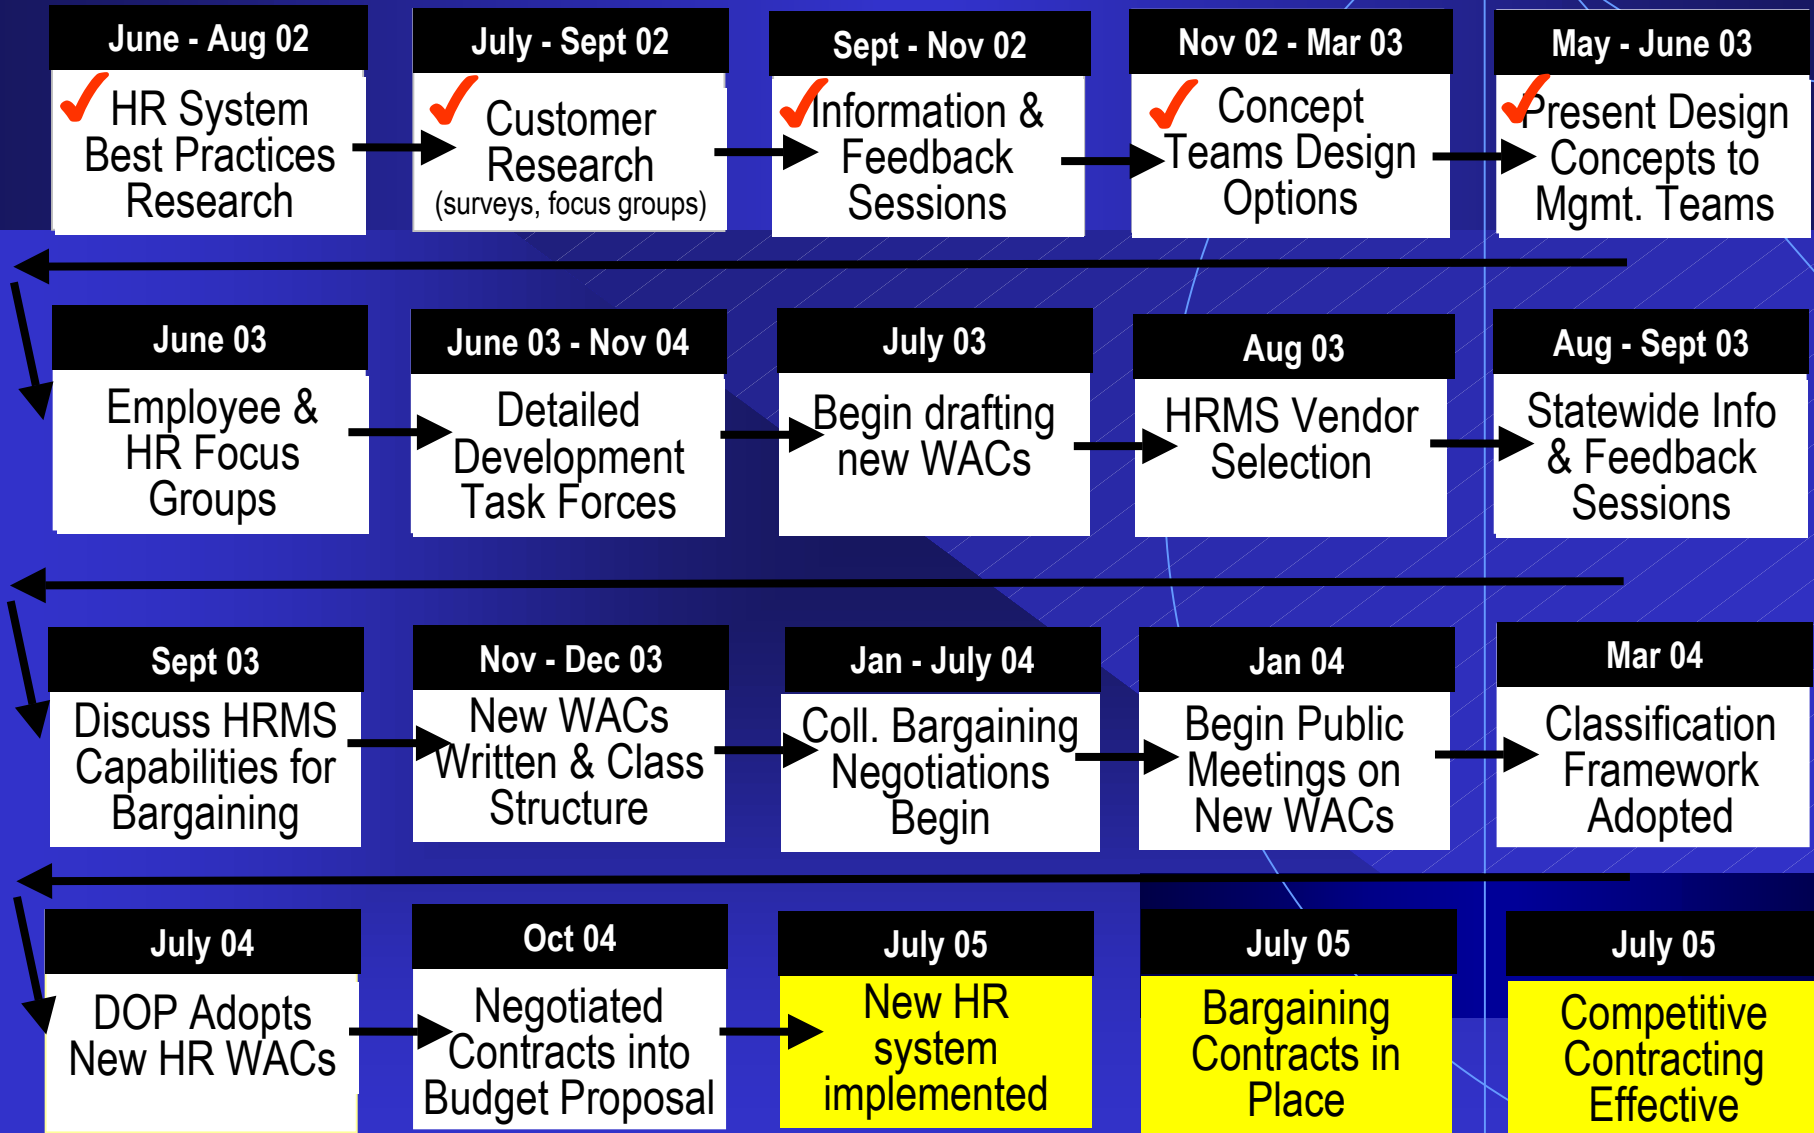 June - Aug 02
HR System
Best Practices
Research
July - Sept 02
Customer
Research
(surveys, focus groups)
Sept - Nov 02
Information &
Feedback
Sessions
Nov 02 - Mar 03
Concept
Teams Design
Options
May - June 03
Present Design
Concepts to
Mgmt. Teams
June 03
Employee &
HR Focus
Groups
June 03 - Nov 04
Detailed
Development
Task Forces
July 03
Begin drafting
new WACs
Aug 03
HRMS Vendor
Selection
Aug - Sept 03
Statewide Info
& Feedback
Sessions
Sept 03
Discuss HRMS
Capabilities for
Bargaining
Nov - Dec 03
New WACs
Written & Class
Structure
Jan - July 04
Coll. Bargaining
Negotiations
Begin
Jan 04
Begin Public
Meetings on
New WACs
Mar 04
Classification
Framework
Adopted
July 04
DOP Adopts
New HR WACs
Oct 04
Negotiated
Contracts into
Budget Proposal
July 05
New HR
system
implemented
July 05
Bargaining
Contracts in
Place
July 05
Competitive
Contracting
Effective